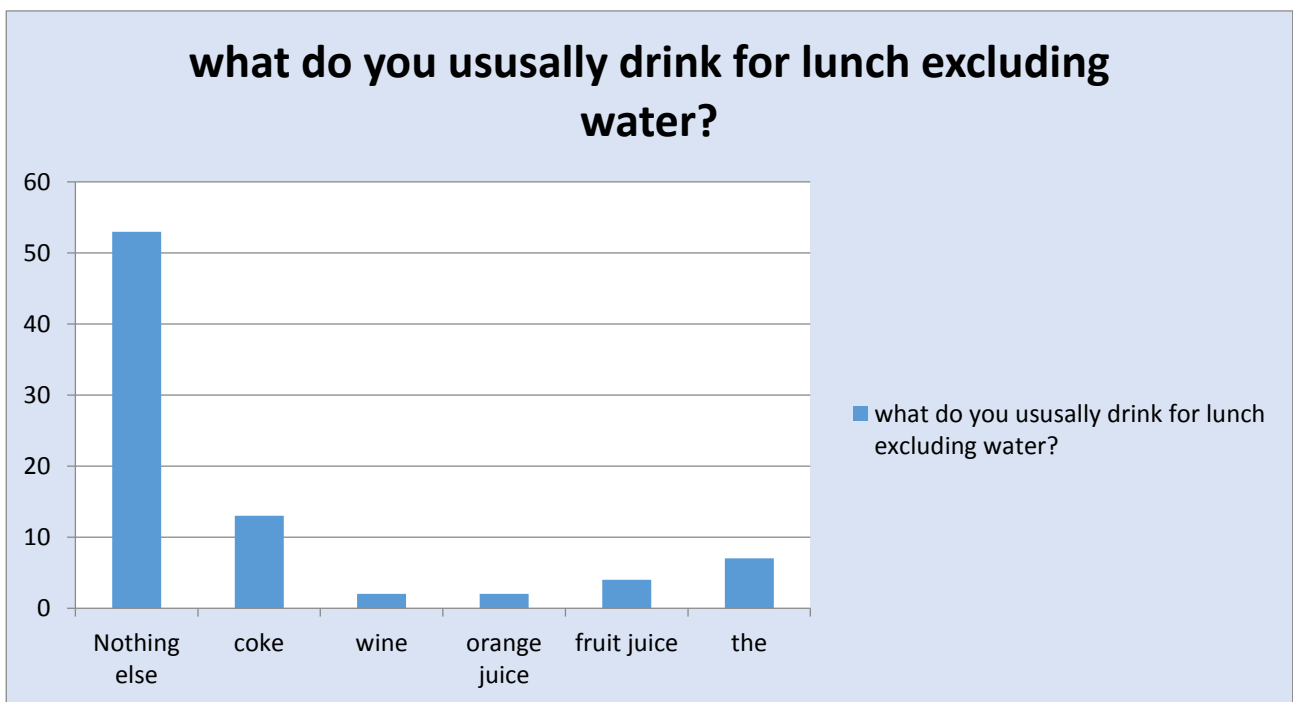 what do you ususally drink for lunch excluding
water?
60
50
40
30
20
10
0
Nothing
else
coke
wine
orange
juice
fruit juice
the
what do you ususally drink for lunch
excluding water?